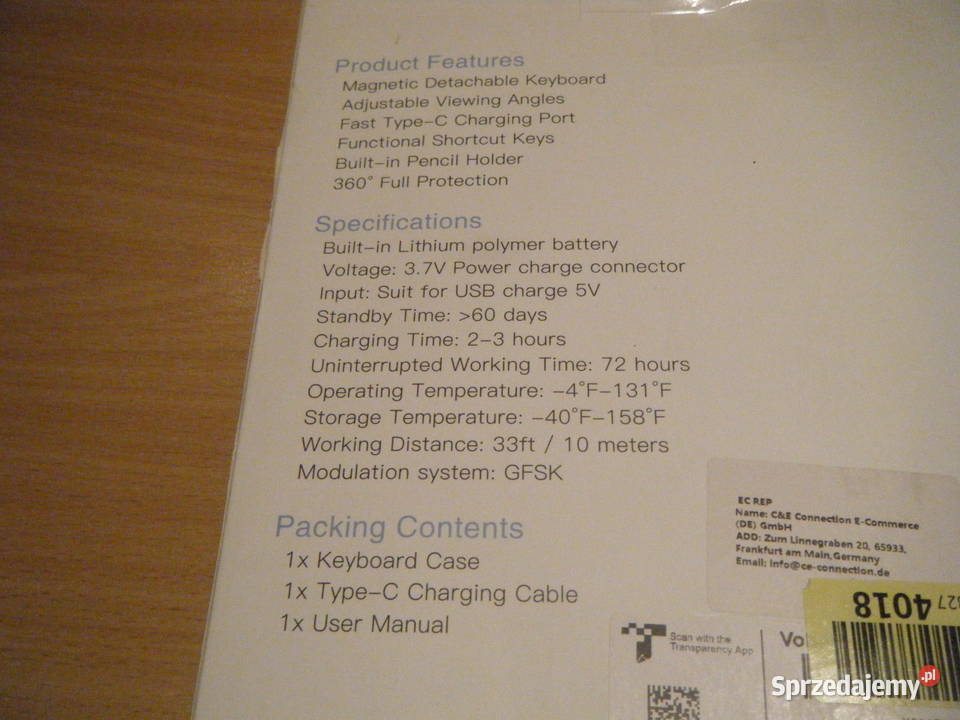 Product Features
Magnetic Detachable Keyboard
Adjustable Viewing Angles
Fast Type-C Charging Port
Functional Shortcut Keys
Built-in Pencil Holder
360° Full Protection
Specifications
Built-in Lithium polymer battery
Voltage: 3.7V Power charge connector
Input: Suit for USB charge 5V
Standby Time: >60 days
Charging Time: 2-3 hours
Uninterrupted Working Time: 72 hours
Operating Temperature: -4°F-131°F
Storage Temperature: -40°F-158°F
Working Distance: 33ft / 10 meters
Modulation system: GFSK
Packing Contents
1x Keyboard Case
1x Type-C Charging Cable
1x User Manual
EC REP
Name: C&E Connection E-Commerce
(DE) GmbH
ADD: Zum Linnegraben 20, 65933,
Frankfurt am Main,Germany
Email: info@ce-connection.de
4018
Scan with the
Transparency App
Sprzedajemy.pl